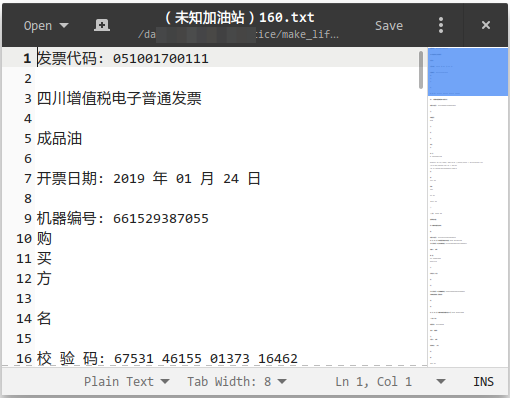 Open
（未知加油站）160.txt
Save
/da
ctice/make_lif…
1 发票代码: 051001700111
2
3 四川增值税电子普通发票
4
5 成品油
6
7 开票日期: 2019 年 01 月 24 日
8
9 机器编号: 661529387055
10 购
11 买
12 方
13
14 名
15
16 校 验 码: 67531 46155 01373 16462
Plain Text
Tab Width: 8
Ln 1, Col 1
INS